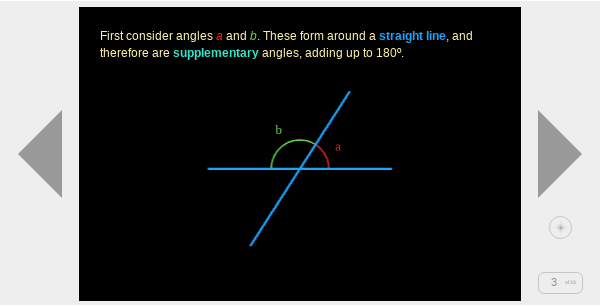 First consider angles a and b. These form around a straight line, and
therefore are supplementary angles, adding up to 180º.
b
a
3